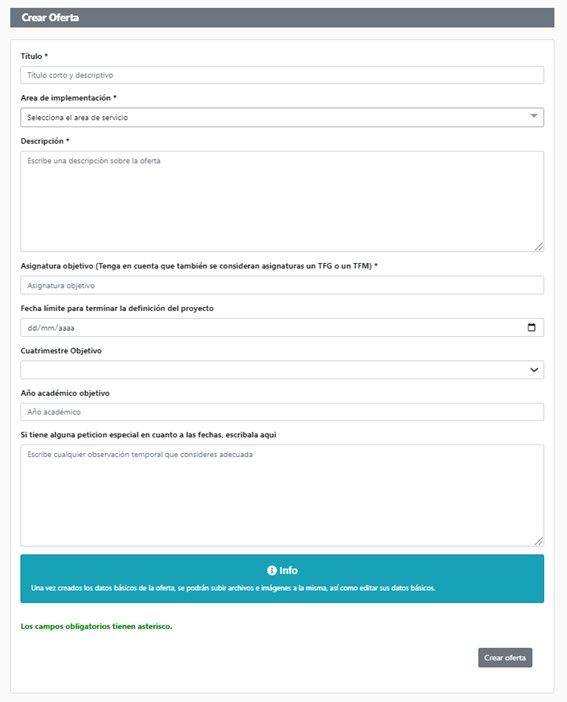 Crear Oferta
Título *
Título corto y descriptivo
Area de implementación *
Selecciona el area de servicio
Descripción *
Escribe una descripción sobre la oferta
Asignatura objetivo (Tenga en cuenta que también se consideran asignaturas un TFG o un TFM) *
Asignatura objetivo
Fecha límite para terminar la definición del proyecto
dd/mm/aaaa
Cuatrimestre Objetivo
Año académico objetivo
Año académico
Si tiene alguna peticion especial en cuanto a las fechas, escribala aqui
Escribe cualquier observación temporal que consideres adecuada
Info
Una vez creados los datos básicos de la oferta, se podrán subir archivos e imágenes a la misma, así como editar sus datos básicos.
Los campos obligatorios tienen asterisco.
Crear oferta